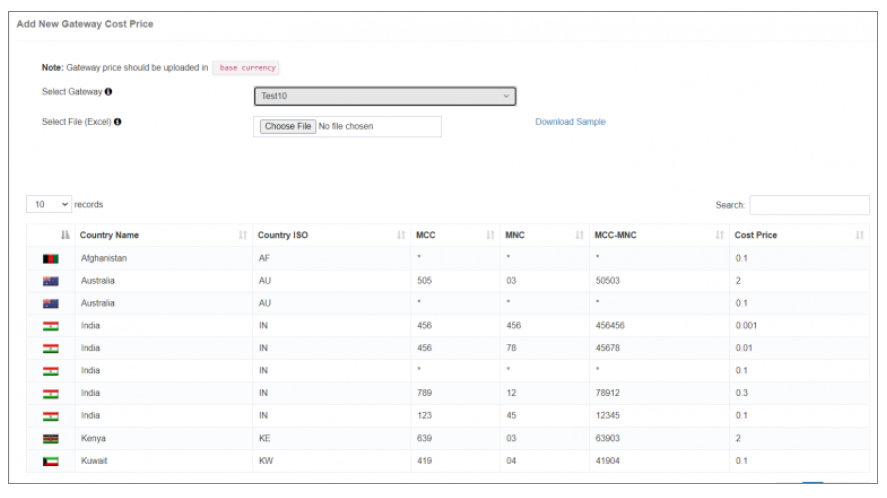 Add New Gateway Cost Price
Note: Gateway price should be uploaded in base currency
Select Gateway Test10
Select File (Excel) Choose File No file chosen Download Sample
10 records Search:
Country Name Country ISO MCC MNC MCC-MNC Cost Price
Afghanistan AF * * * 0.1
Australia AU 505 03 50503 2
Australia AU * * * 0.1
India IN 456 456 456456 0.001
India IN 456 78 45678 0.01
India IN * * * 0.1
India IN 789 12 78912 0.3
India IN 123 45 12345 0.1
Kenya KE 639 03 63903 2
Kuwait KW 419 04 41904 0.1